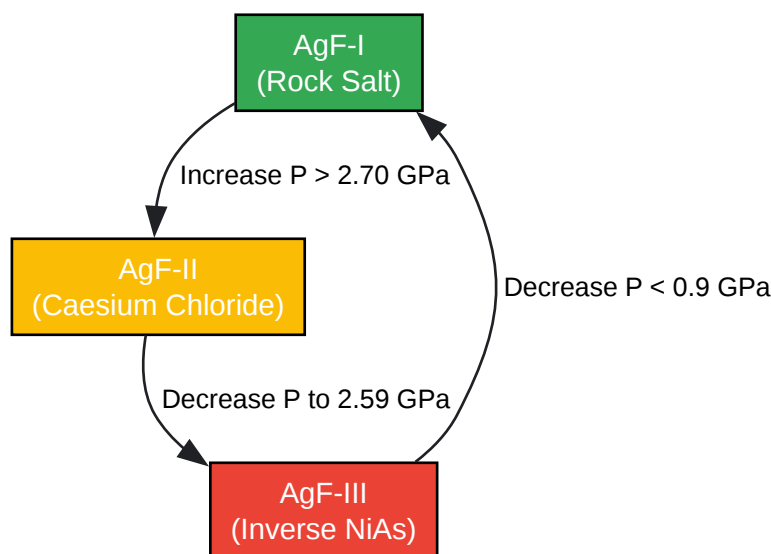 AgF-I
(Rock Salt)
Increase P > 2.70 GPa
AgF-II
(Caesium Chloride)
Decrease P < 0.9 GPa
Decrease P to 2.59 GPa
AgF-III
(Inverse NiAs)